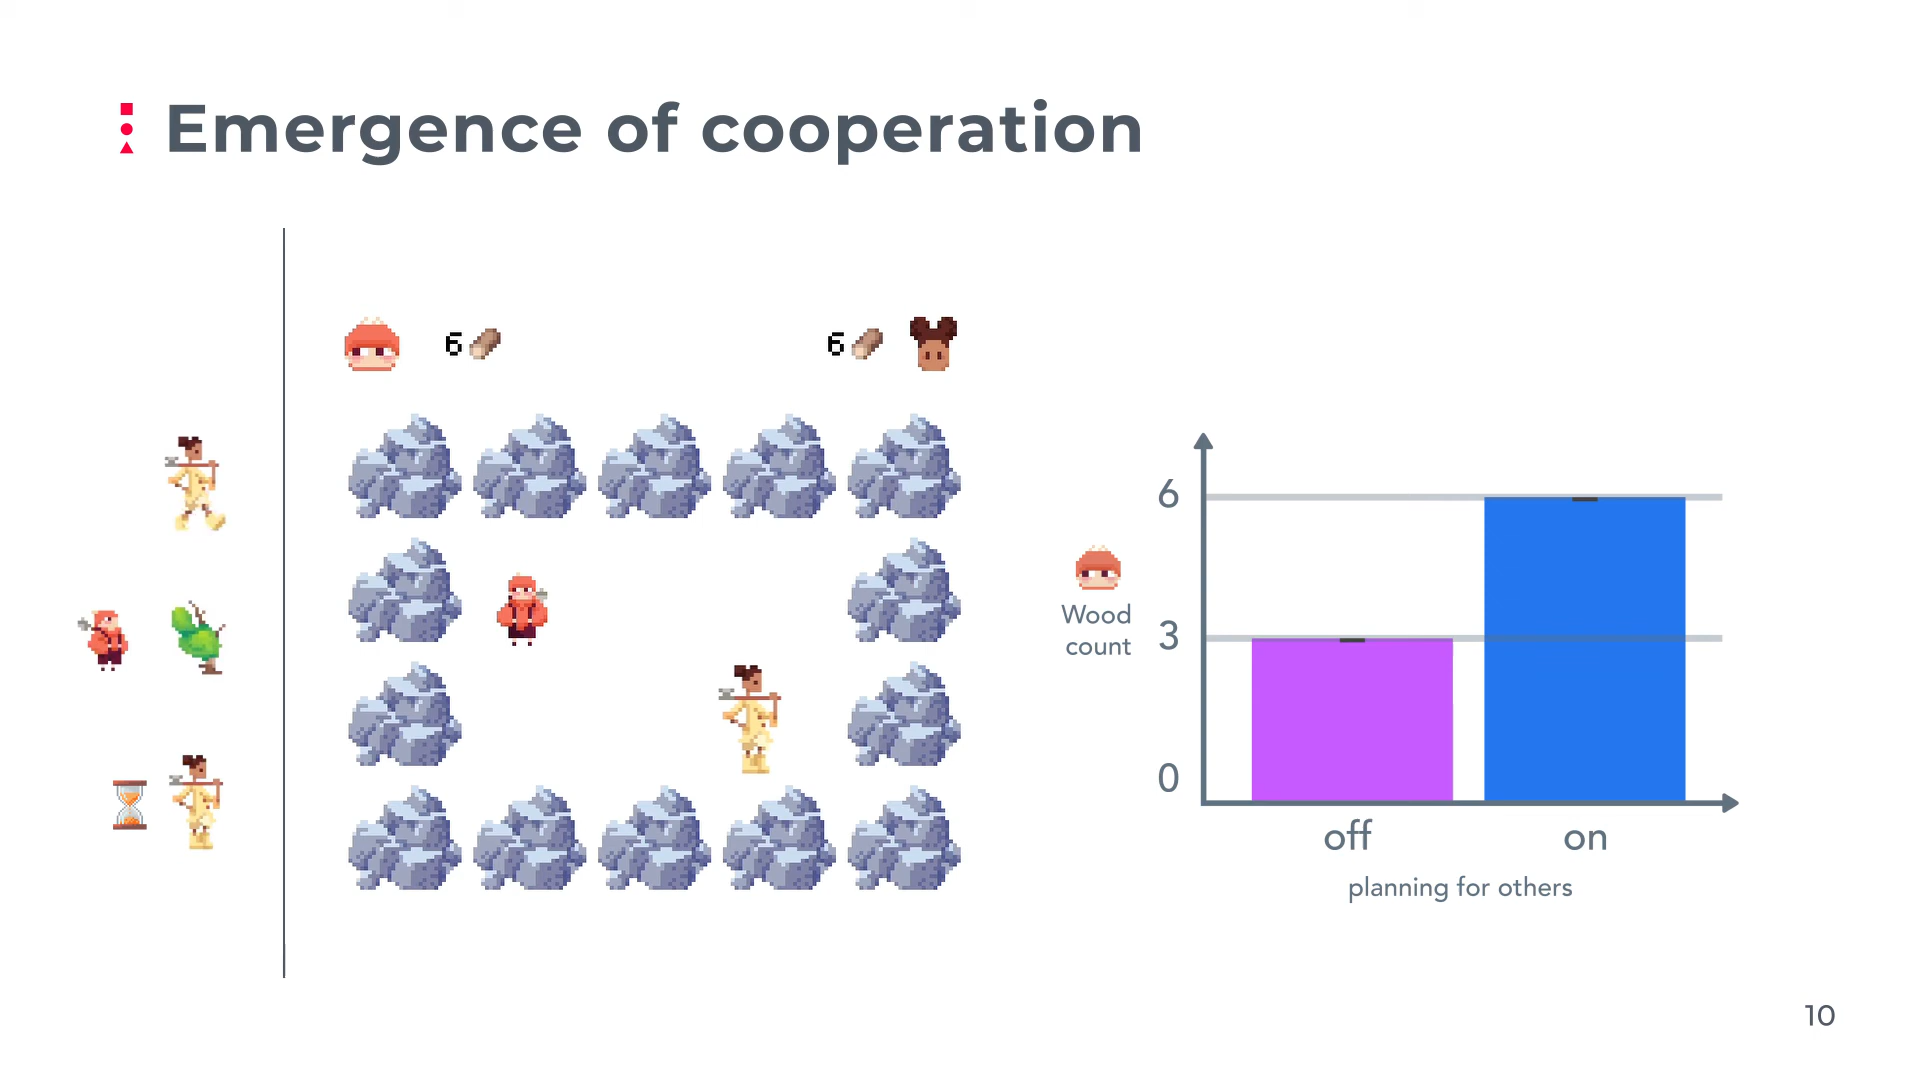 Emergence of cooperation
6
6
6
Wood
count
3
0
off
on
planning for others
10